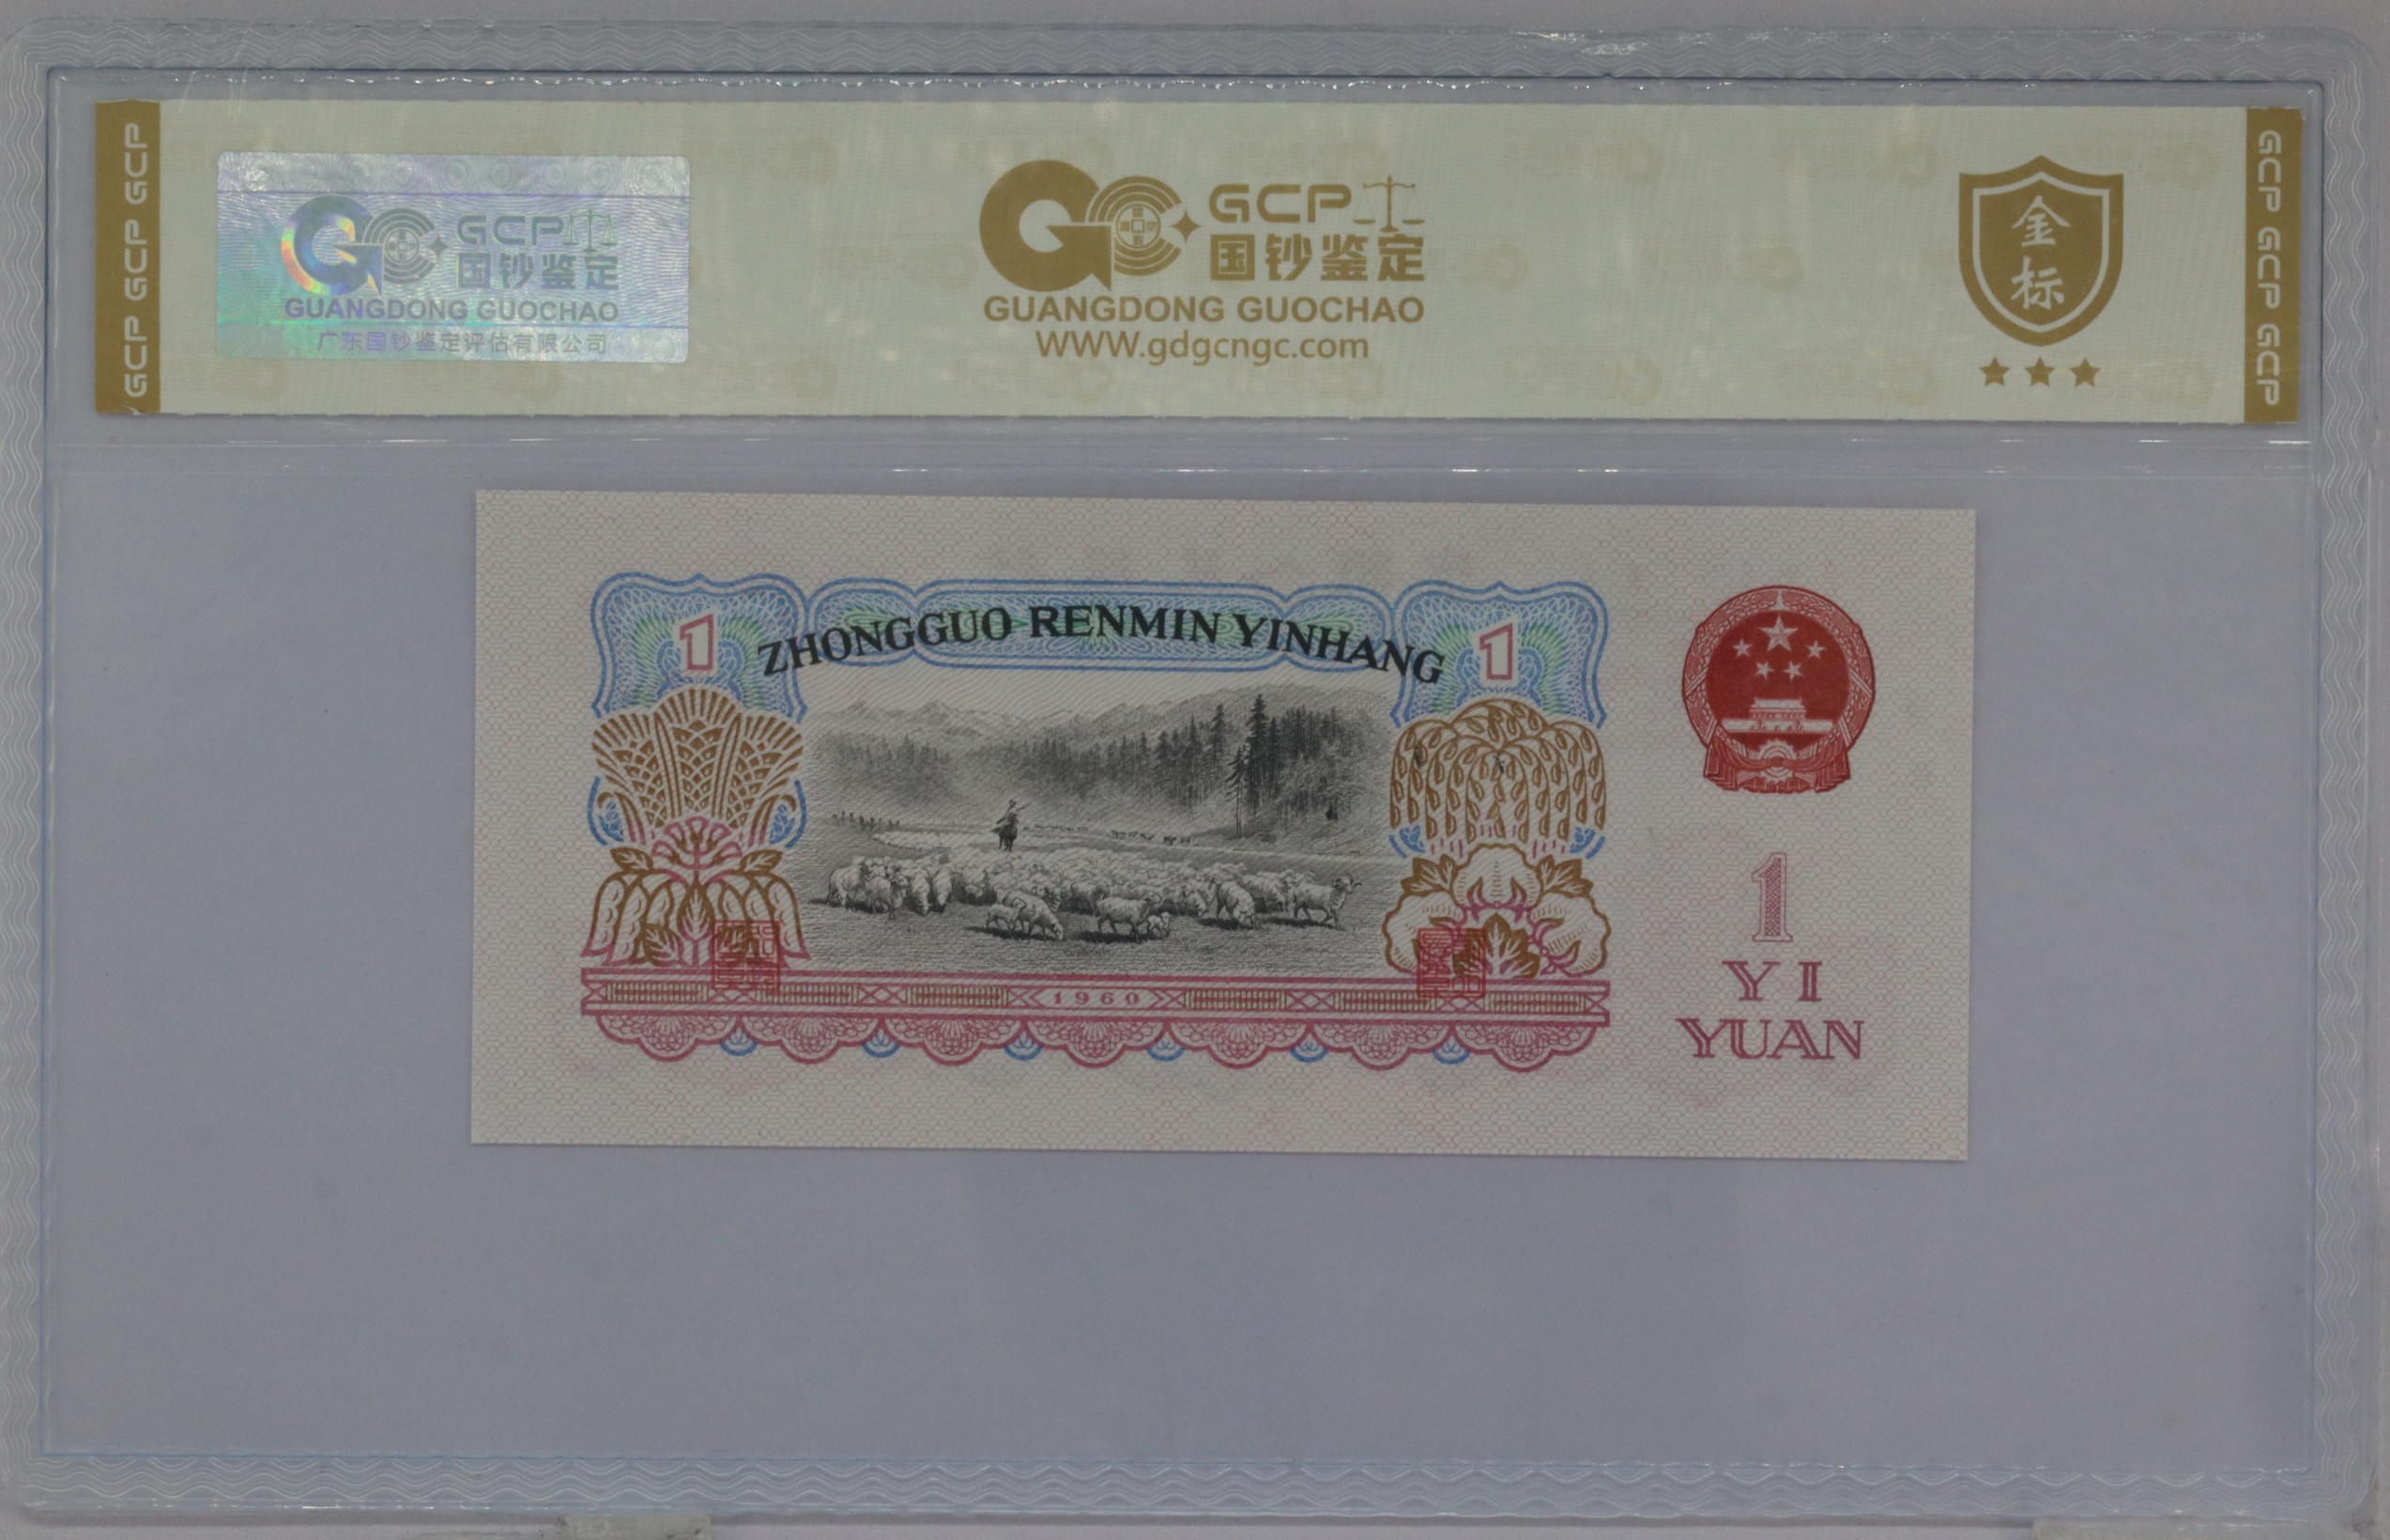 GCP GCP GCP
GCP
国钞鉴定
GUANGDONG GUOCHAO
广东国钞鉴定评估有限公司
GCP
国钞鉴定
GUANGDONG GUOCHAO
www.gdgcngc.com
金
标
GCP GCP GCP
1
ZHONGGUO RENMIN YINHANG
1
1960
1
YI
YUAN